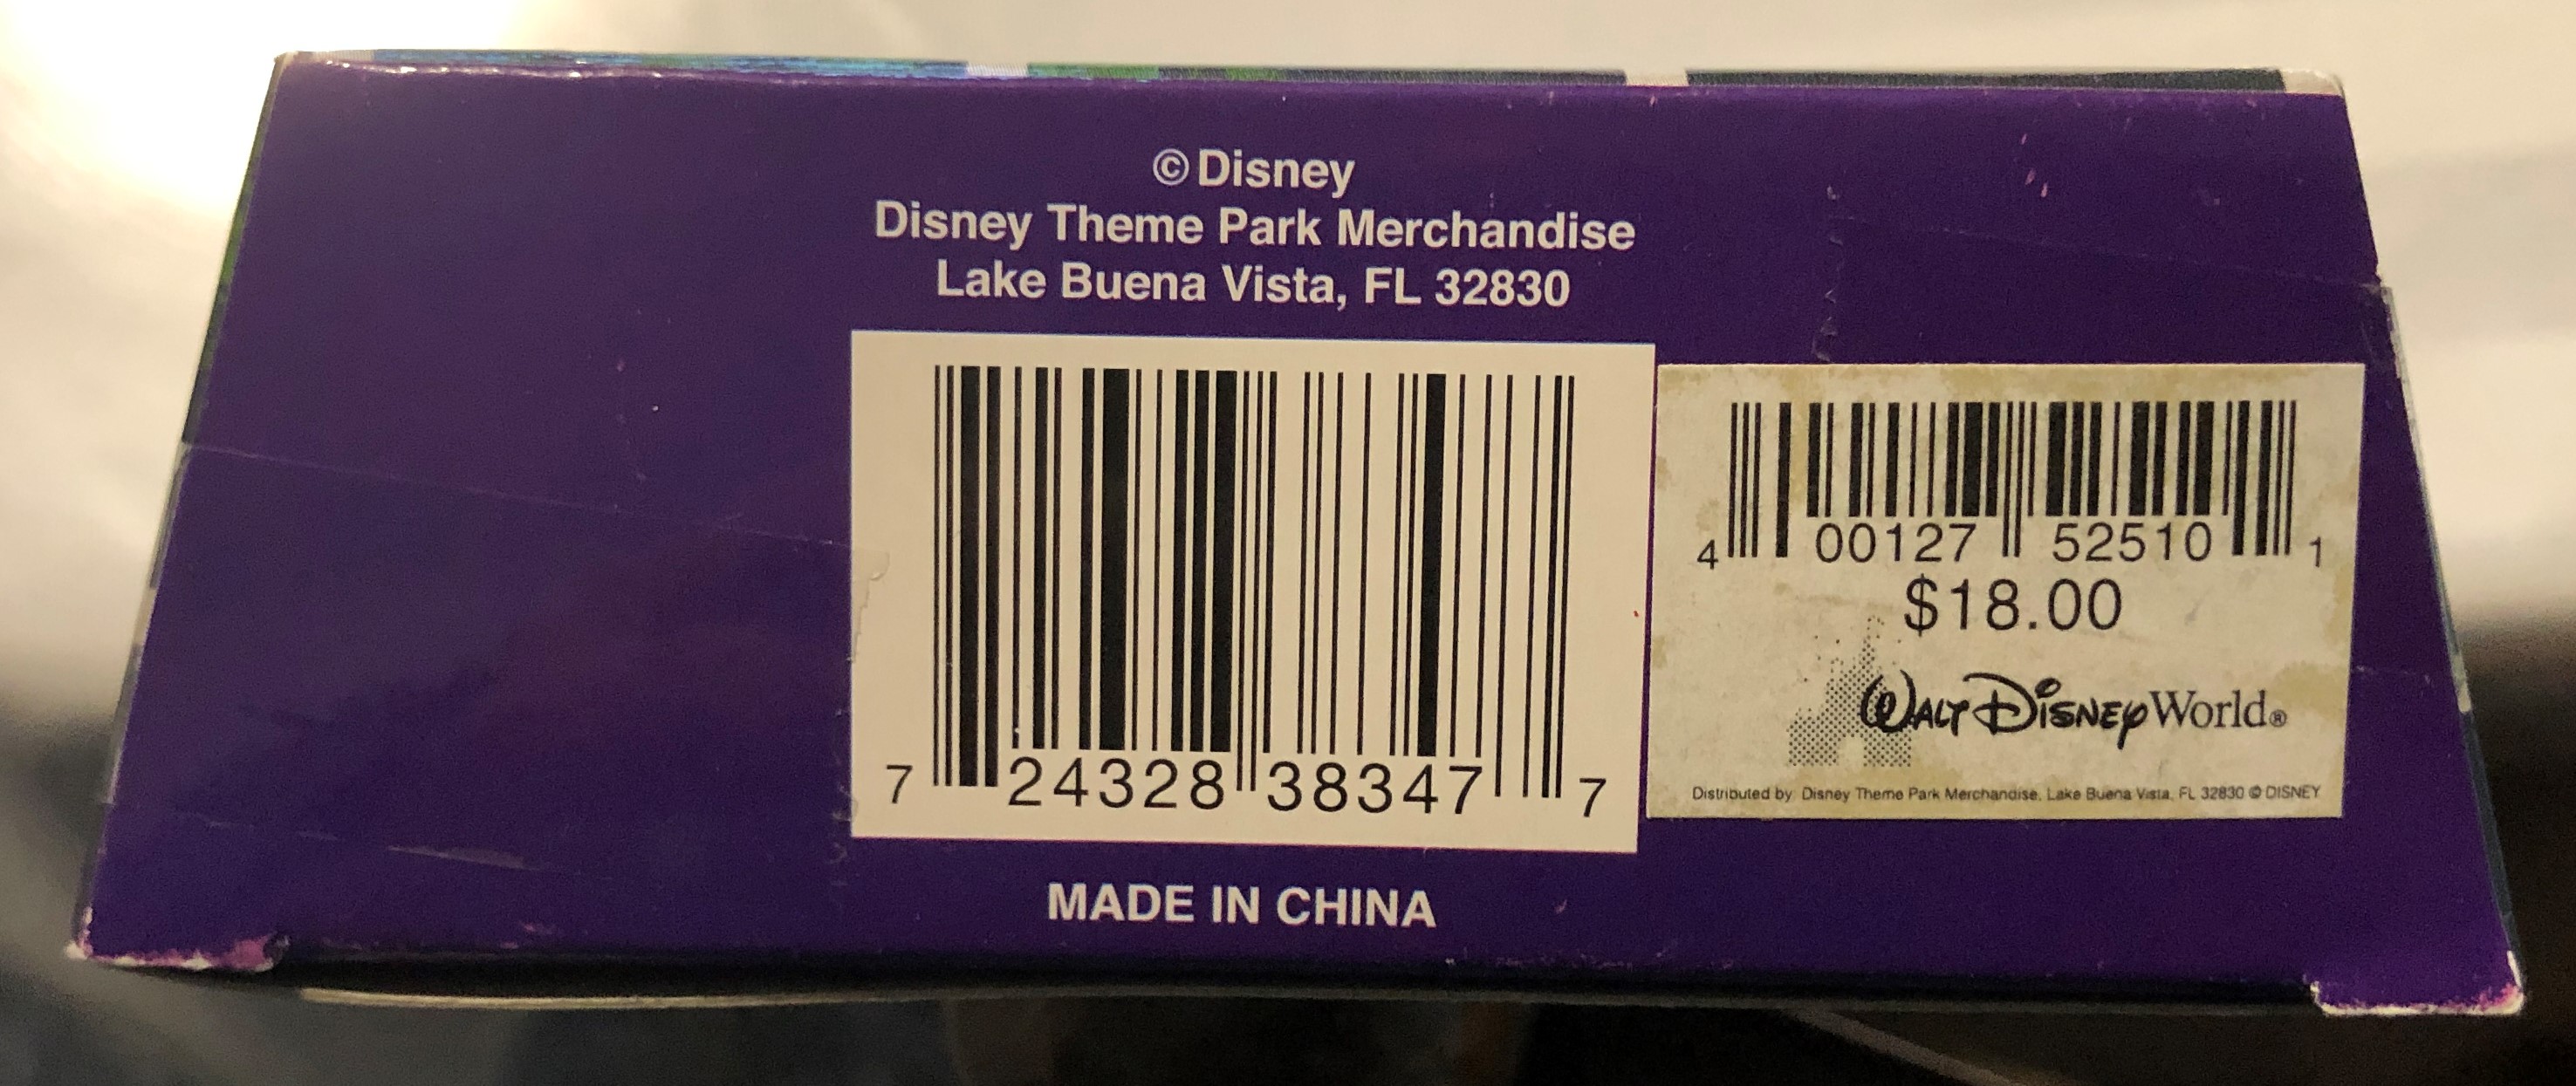 ©Disney
Disney Theme Park Merchandise
Lake Buena Vista, FL 32830
7 24328 38347 7
MADE IN CHINA
4 00127 52510 1
$18.00
WALT DISNEY World®
Distributed by Disney Theme Park Merchandise, Lake Buena Vista, FL 32830 © DISNEY